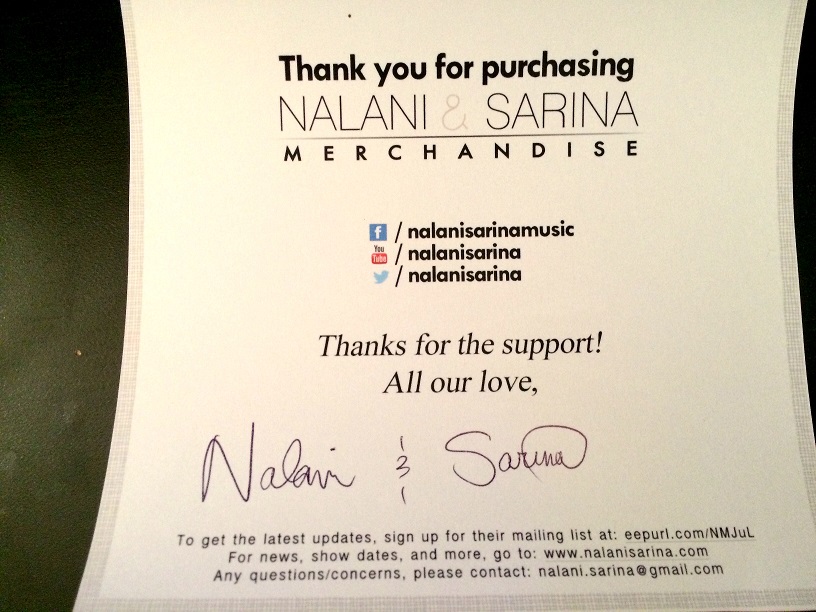 Thank you for purchasing
NALANI & SARINA
MERCHANDISE
f / nalanisarinamusic
You Tube / nalanisarina
/ nalanisarina
Thanks for the support!
All our love,
Nalani & Sarina
To get the latest updates, sign up for their mailing list at: eepurl.com/NMJuL
For news, show dates, and more, go to: www.nalanisarina.com
Any questions/concerns, please contact: nalani.sarina@gmail.com